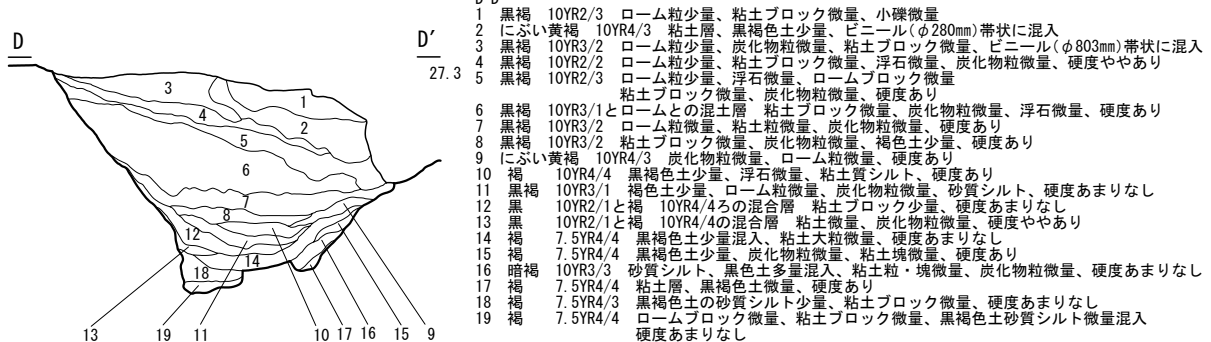 D D′
27.3
3
1
4
2
5
6
7
8
12
14
18
13 19 11 10 17 16 15 9
D-D′
1 黒褐 10YR2/3 ローム粒少量、粘土ブロック微量、小礫微量
2 にぶい黄褐 10YR4/3 粘土層、黒褐色土少量、ビニール(φ280㎜)帯状に混入
3 黒褐 10YR3/2 ローム粒少量、炭化物粒微量、粘土ブロック微量、ビニール(φ803㎜)帯状に混入
4 黒褐 10YR2/2 ローム粒少量、粘土ブロック微量、浮石微量、炭化物粒微量、硬度ややあり
5 黒褐 10YR2/3 ローム粒少量、浮石微量、ロームブロック微量
粘土ブロック微量、炭化物粒微量、硬度あり
6 黒褐 10YR3/1とロームとの混土層 粘土ブロック微量、炭化物粒微量、浮石微量、硬度あり
7 黒褐 10YR3/2 ローム粒微量、粘土粒微量、炭化物粒微量、硬度あり
8 黒褐 10YR3/2 粘土ブロック微量、炭化物粒微量、褐色土少量、硬度あり
9 にぶい黄褐 10YR4/3 炭化物粒微量、ローム粒微量、硬度あり
10 褐 10YR4/4 黒褐色土少量、浮石微量、粘土質シルト、硬度あり
11 黒褐 10YR3/1 褐色土少量、ローム粒微量、炭化物粒微量、砂質シルト、硬度あまりなし
12 黒 10YR2/1と褐 10YR4/4ろの混合層 粘土ブロック少量、硬度あまりなし
13 黒 10YR2/1と褐 10YR4/4の混合層 粘土微量、炭化物粒微量、硬度ややあり
14 褐 7.5YR4/4 黒褐色土少量混入、粘土大粒微量、硬度あまりなし
15 褐 7.5YR4/4 黒褐色土少量、炭化物粒微量、粘土塊微量、硬度あり
16 暗褐 10YR3/3 砂質シルト、黒色土多量混入、粘土粒・塊微量、炭化物粒微量、硬度あまりなし
17 褐 7.5YR4/4 粘土層、黒褐色土微量、硬度あり
18 褐 7.5YR4/3 黒褐色土の砂質シルト少量、粘土ブロック微量、硬度あまりなし
19 褐 7.5YR4/4 ロームブロック微量、粘土ブロック微量、黒褐色土砂質シルト微量混入
硬度あまりなし